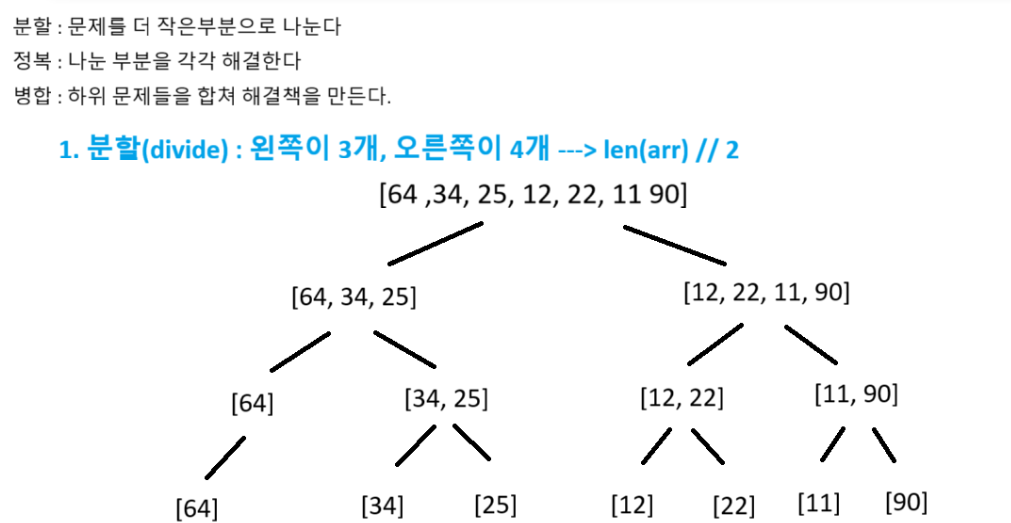 분할 : 문제를 더 작은부분으로 나눈다
정복 : 나눈 부분을 각각 해결한다
병합 : 하위 문제들을 합쳐 해결책을 만든다.
1. 분할(divide) : 왼쪽이 3개, 오른쪽이 4개 ---> len(arr) // 2
[64 ,34, 25, 12, 22, 11 90]
[64, 34, 25] [12, 22, 11, 90]
[64] [34, 25] [12, 22] [11, 90]
[64] [34] [25] [12] [22] [11] [90]